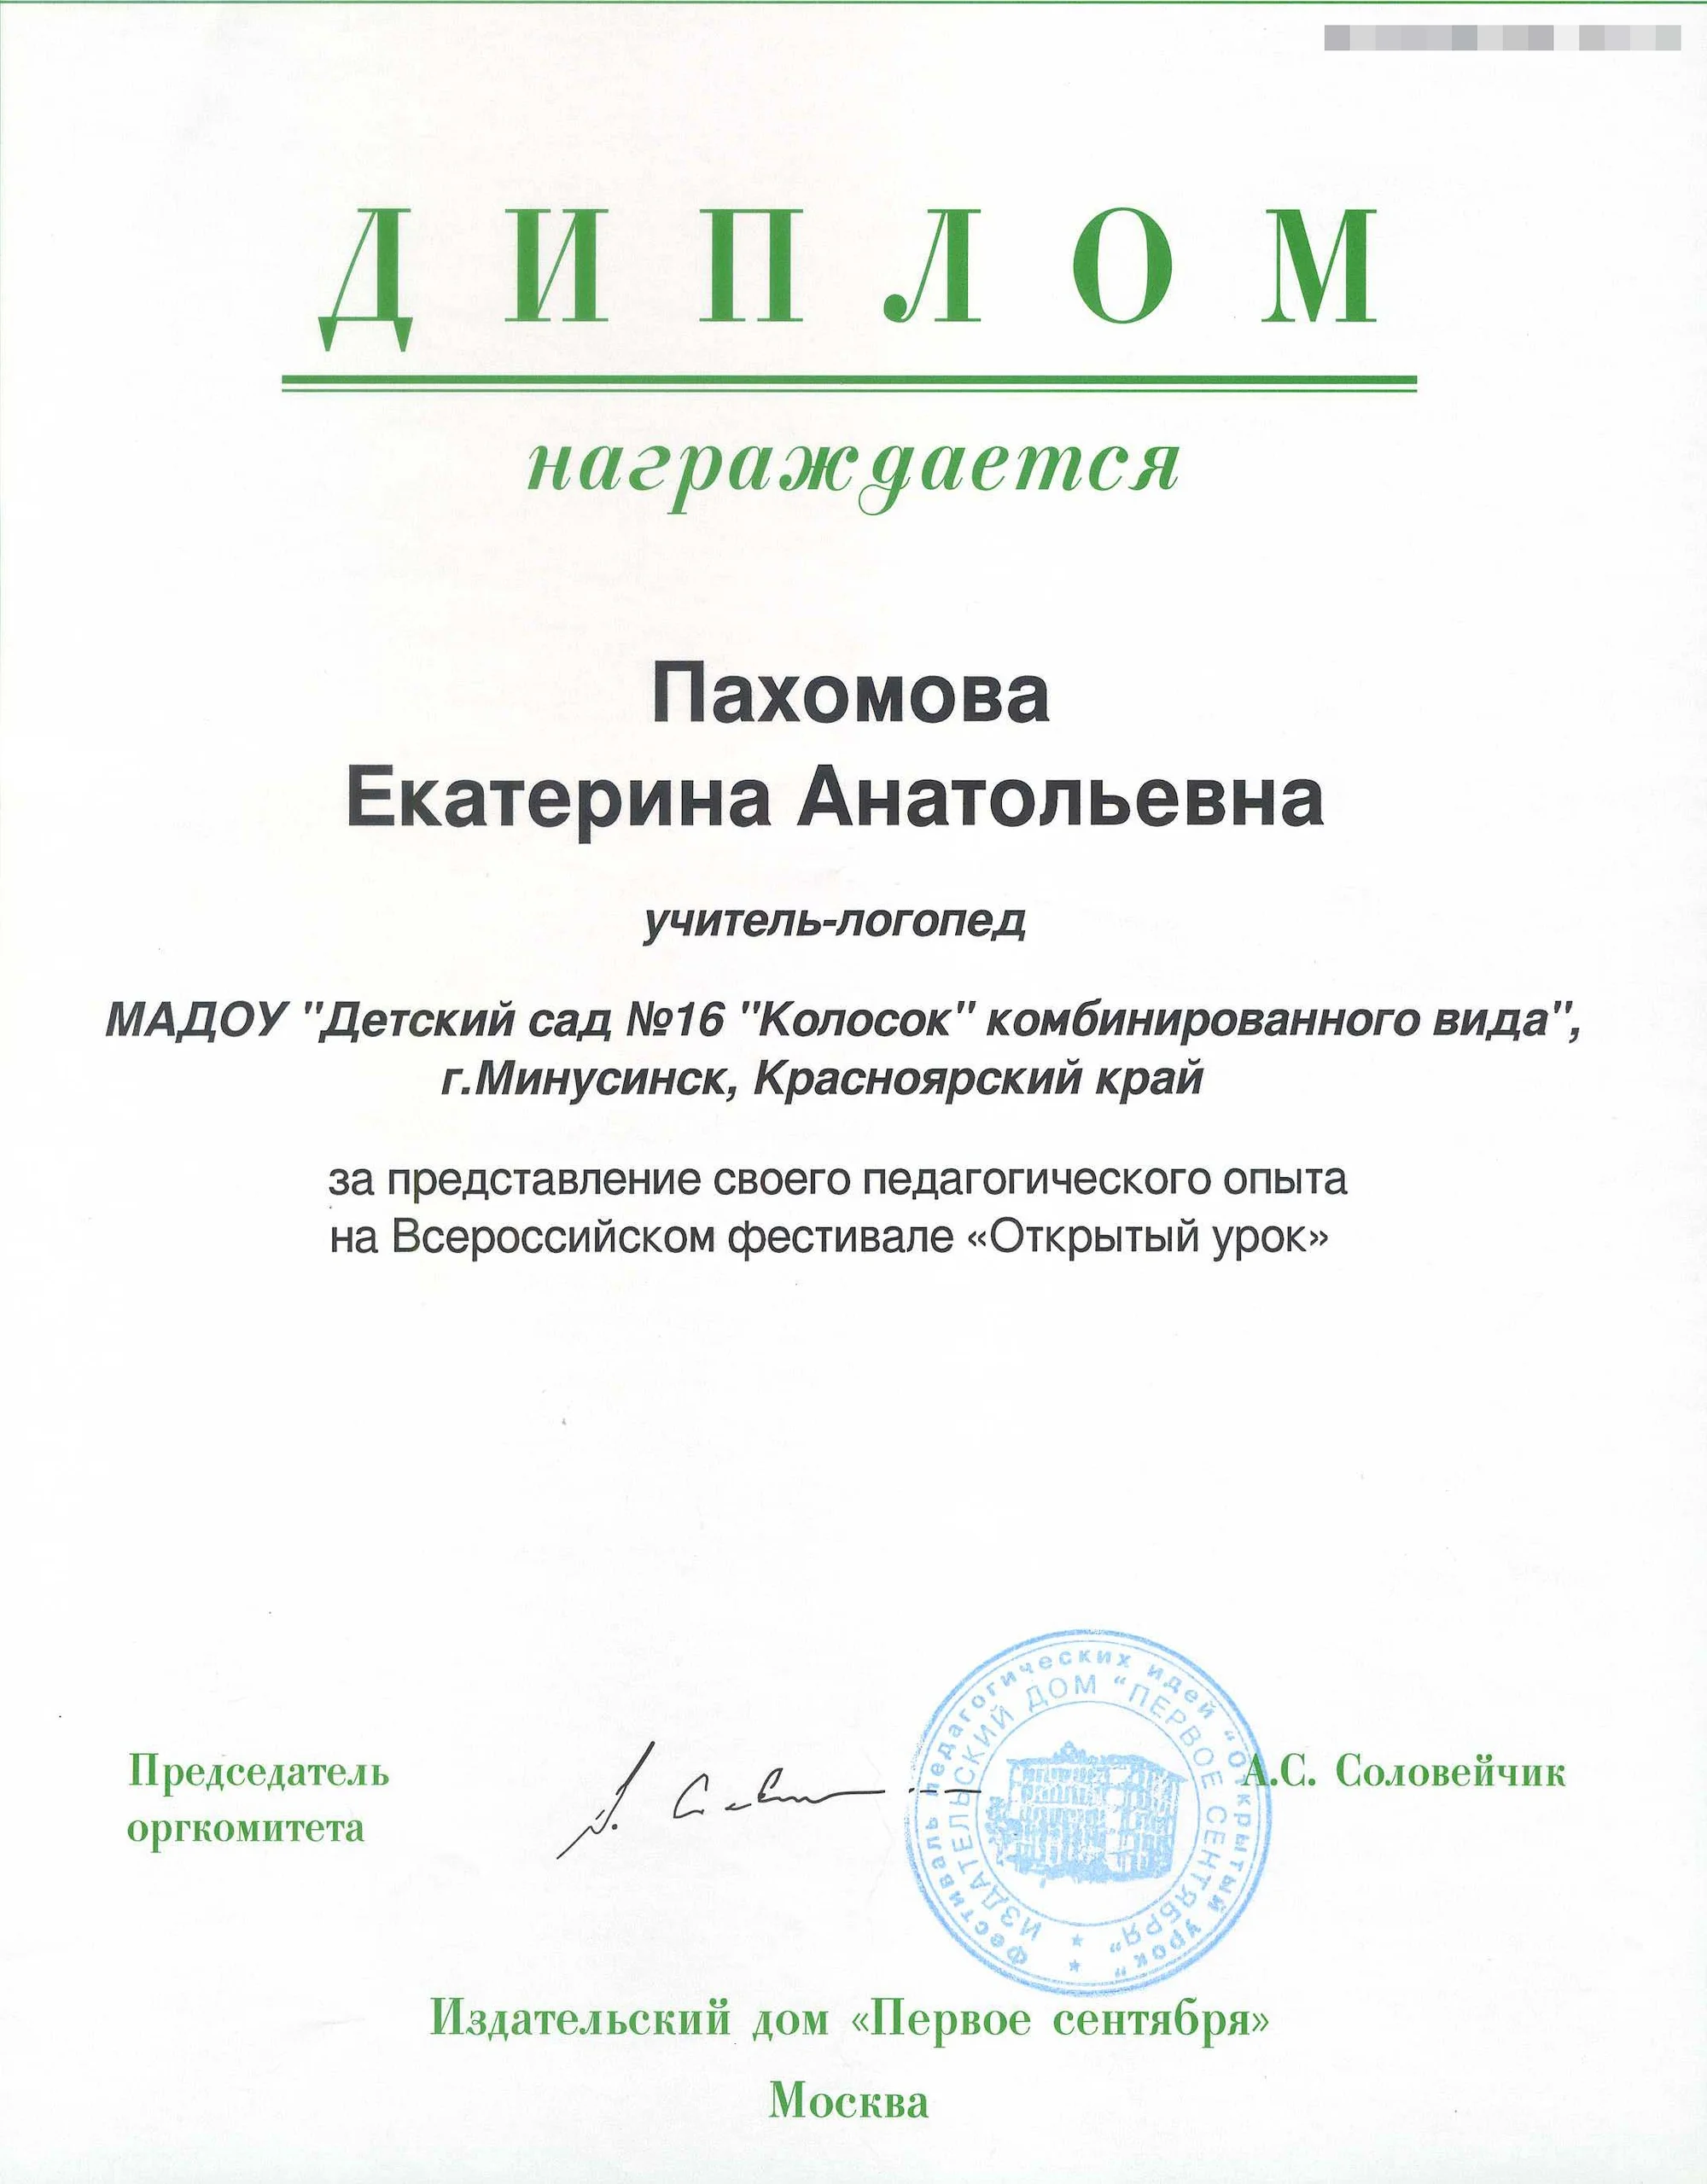 ДИПЛОМ
награждается
Пахомова
Екатерина Анатольевна
учитель-логопед
МАДОУ "Детский сад №16 "Колосок" комбинированного вида",
г.Минусинск, Красноярский край
за представление своего педагогического опыта
на Всероссийском фестивале «Открытый урок»
Председатель
оргкомитета
А.С. Соловейчик
Фестиваль педагогических идей "Открытый урок"
ИЗДАТЕЛЬСКИЙ ДОМ "ПЕРВОЕ СЕНТЯБРЯ"
Издательский дом «Первое сентября»
Москва